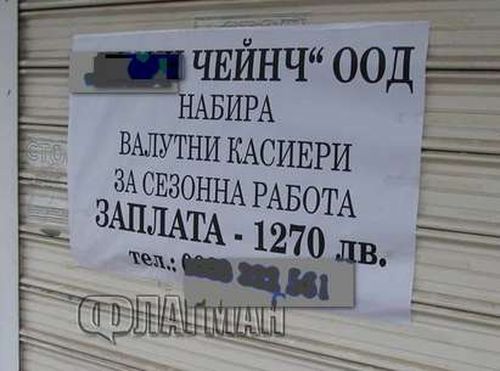 ЧЕЙНЧ“ ООД
НАБИРА
ВАЛУТНИ КАСИЕРИ
ЗА СЕЗОННА РАБОТА
ЗАПЛАТА - 1270 лв.
тел.:
ФЛАГМАН